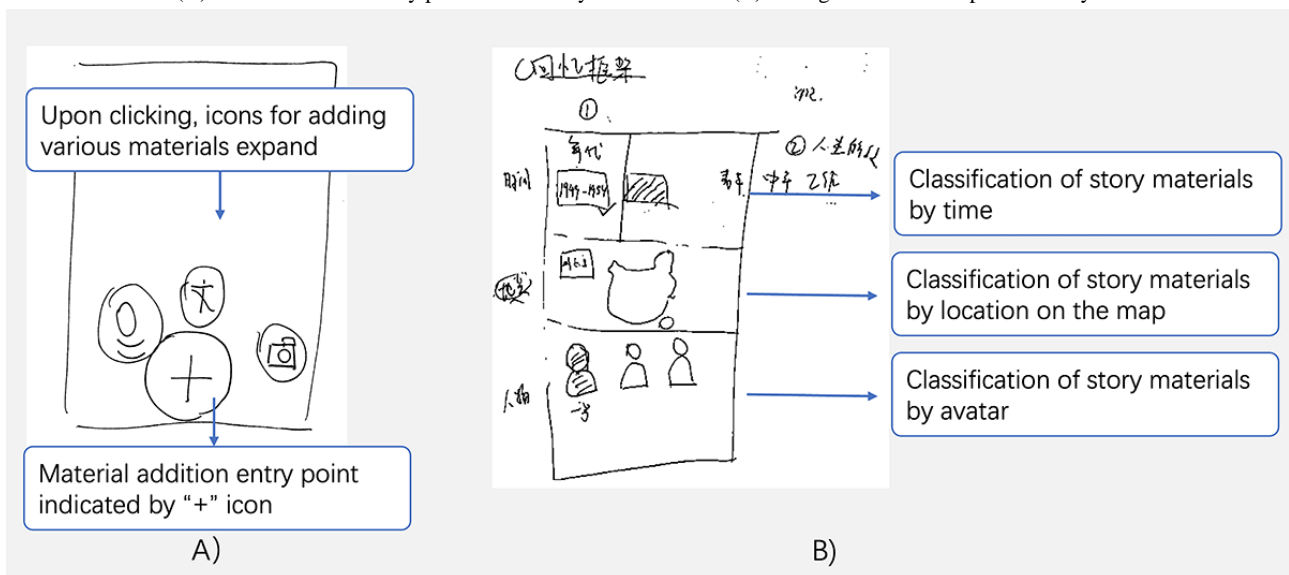 Upon clicking, icons for adding
various materials expand
文
Material addition entry point
indicated by “+” icon
A)
回忆框架
①
年代
②人生阶段
时间
1949-1954
青年 中年
...
地点
人物
Classification of story materials
by time
Classification of story materials
by location on the map
Classification of story materials
by avatar
B)